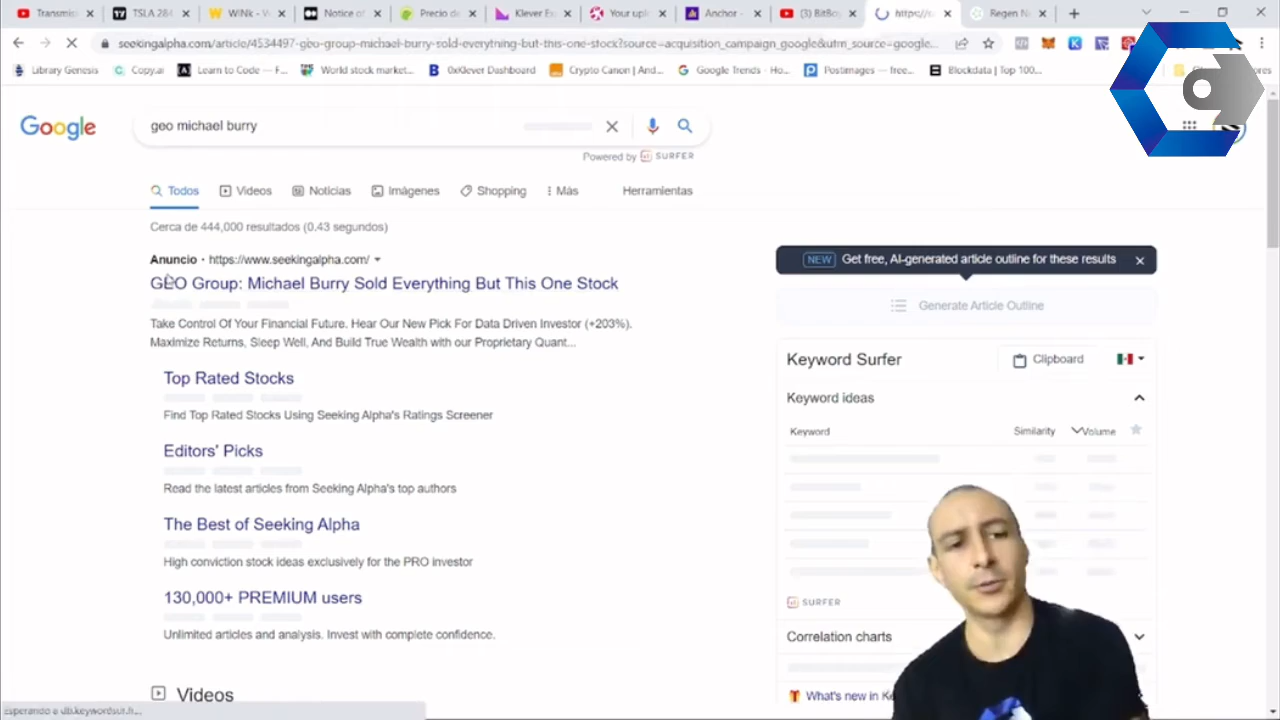 Transmisi
TSLA 284
WINk - V
Notice of
Precio de
Klever Ex
Your upl
Anchor -
(3) BitBoy
https://s
Regen N
seekingalpha.com/article/4534497-geo-group-michael-burry-sold-everything-but-this-one-stock?source=acquisition_campaign_google&utm_source=google...
Library Genesis
Copy.ai
Learn to Code — F...
World stock market...
0xKlever Dashboard
Crypto Canon | And...
Google Trends - Ho...
Postimages — free...
Blockdata | Top 100...
Google
geo michael burry
Powered by SURFER
Todos
Videos
Noticias
Imágenes
Shopping
Más
Herramientas
Cerca de 444,000 resultados (0.43 segundos)
Anuncio · https://www.seekingalpha.com/
GEO Group: Michael Burry Sold Everything But This One Stock
Take Control Of Your Financial Future. Hear Our New Pick For Data Driven Investor (+203%).
Maximize Returns, Sleep Well, And Build True Wealth with our Proprietary Quant...
Top Rated Stocks
Find Top Rated Stocks Using Seeking Alpha's Ratings Screener
Editors' Picks
Read the latest articles from Seeking Alpha's top authors
The Best of Seeking Alpha
High conviction stock ideas exclusively for the PRO investor
130,000+ PREMIUM users
Unlimited articles and analysis. Invest with complete confidence.
Videos
NEW Get free, AI-generated article outline for these results
Generate Article Outline
Keyword Surfer
Clipboard
Keyword ideas
Keyword
Similarity
Volume
SURFER
Correlation charts
What's new in Ke
Esperando a